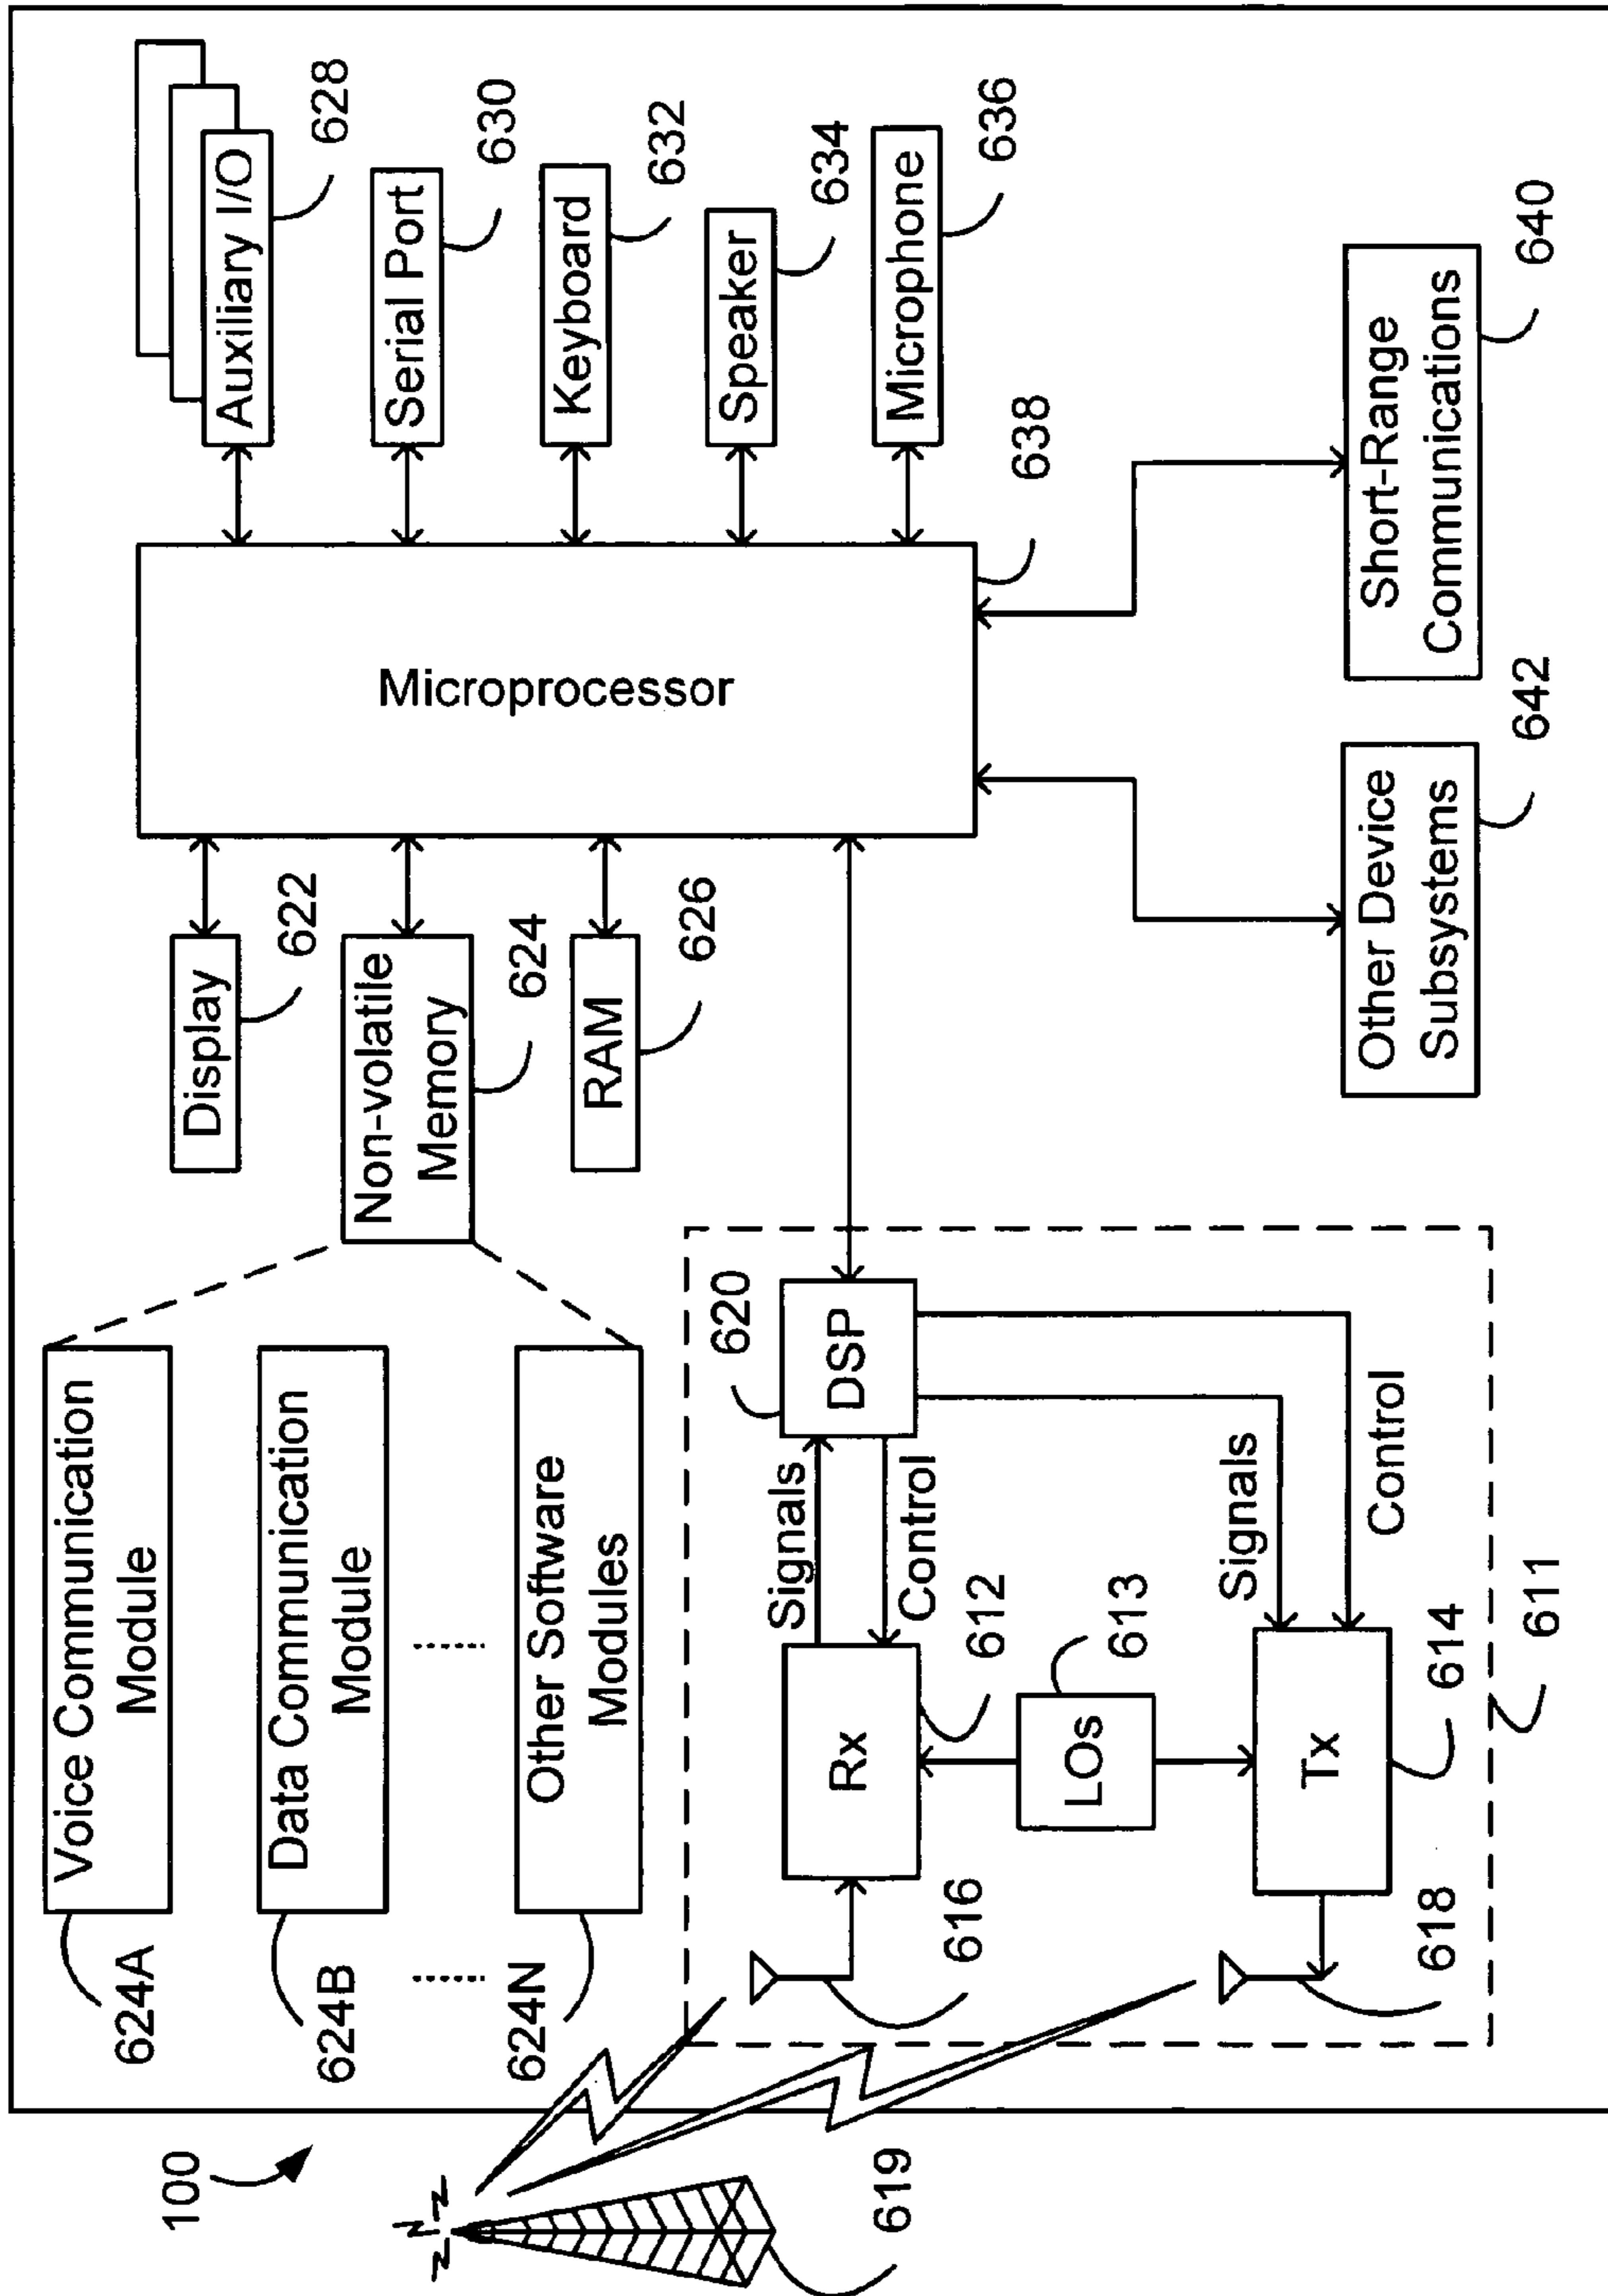 100
619
624A
Voice Communication
Module
624B
Data Communication
Module
624N
Other Software
Modules
Display
622
Non-volatile
Memory
624
RAM
626
Microprocessor
638
Auxiliary I/O
628
Serial Port
630
Keyboard
632
Speaker
634
Microphone
636
Short-Range
Communications
640
Other Device
Subsystems
642
620
DSP
Signals
Control
Rx
612
616
LOs
613
Signals
Control
Tx
614
618
611